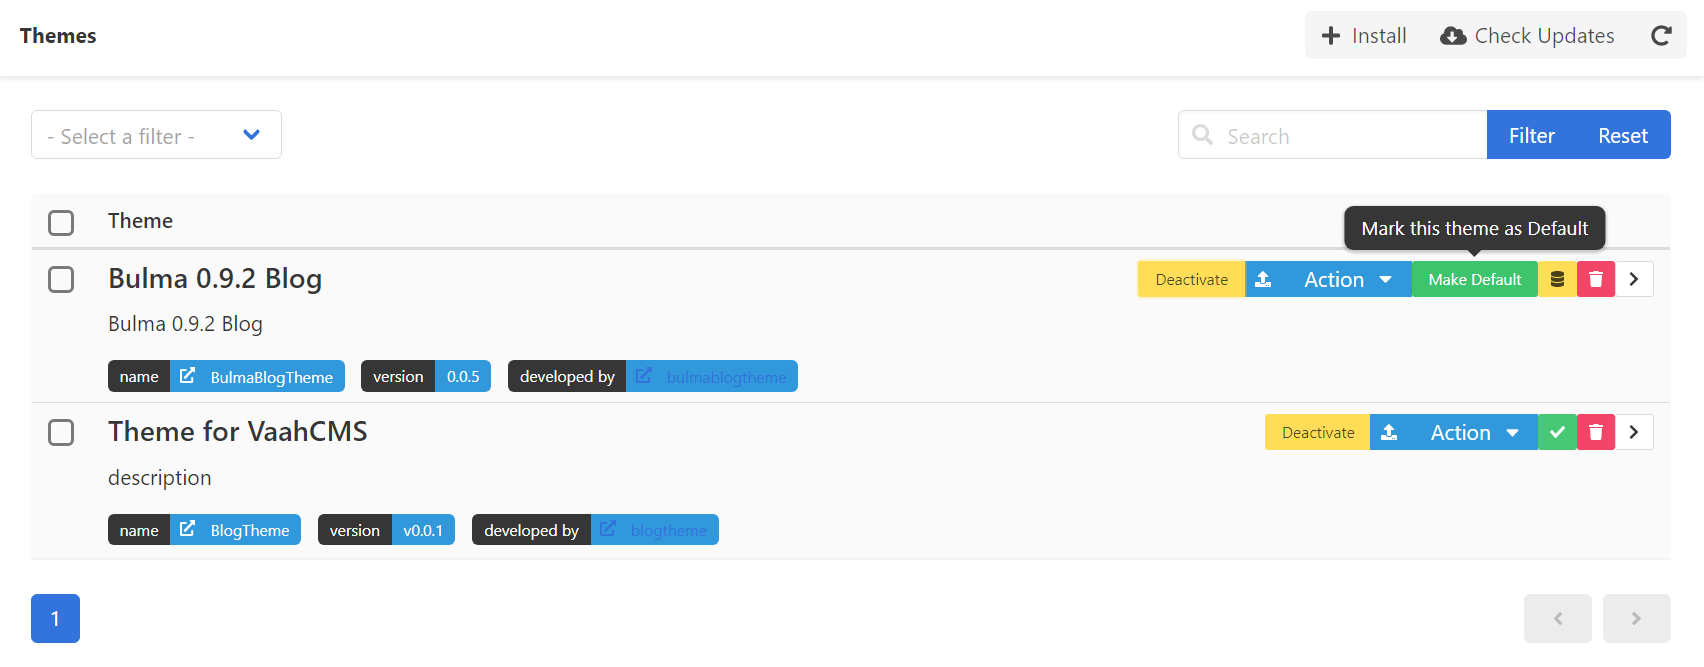 Themes
Install Check Updates
- Select a filter -
Search Filter Reset
Theme
Mark this theme as Default
Bulma 0.9.2 Blog
Deactivate Action Make Default
Bulma 0.9.2 Blog
name BulmaBlogTheme version 0.0.5 developed by bulmablogtheme
Theme for VaahCMS
Deactivate Action
description
name BlogTheme version v0.0.1 developed by blogtheme
1